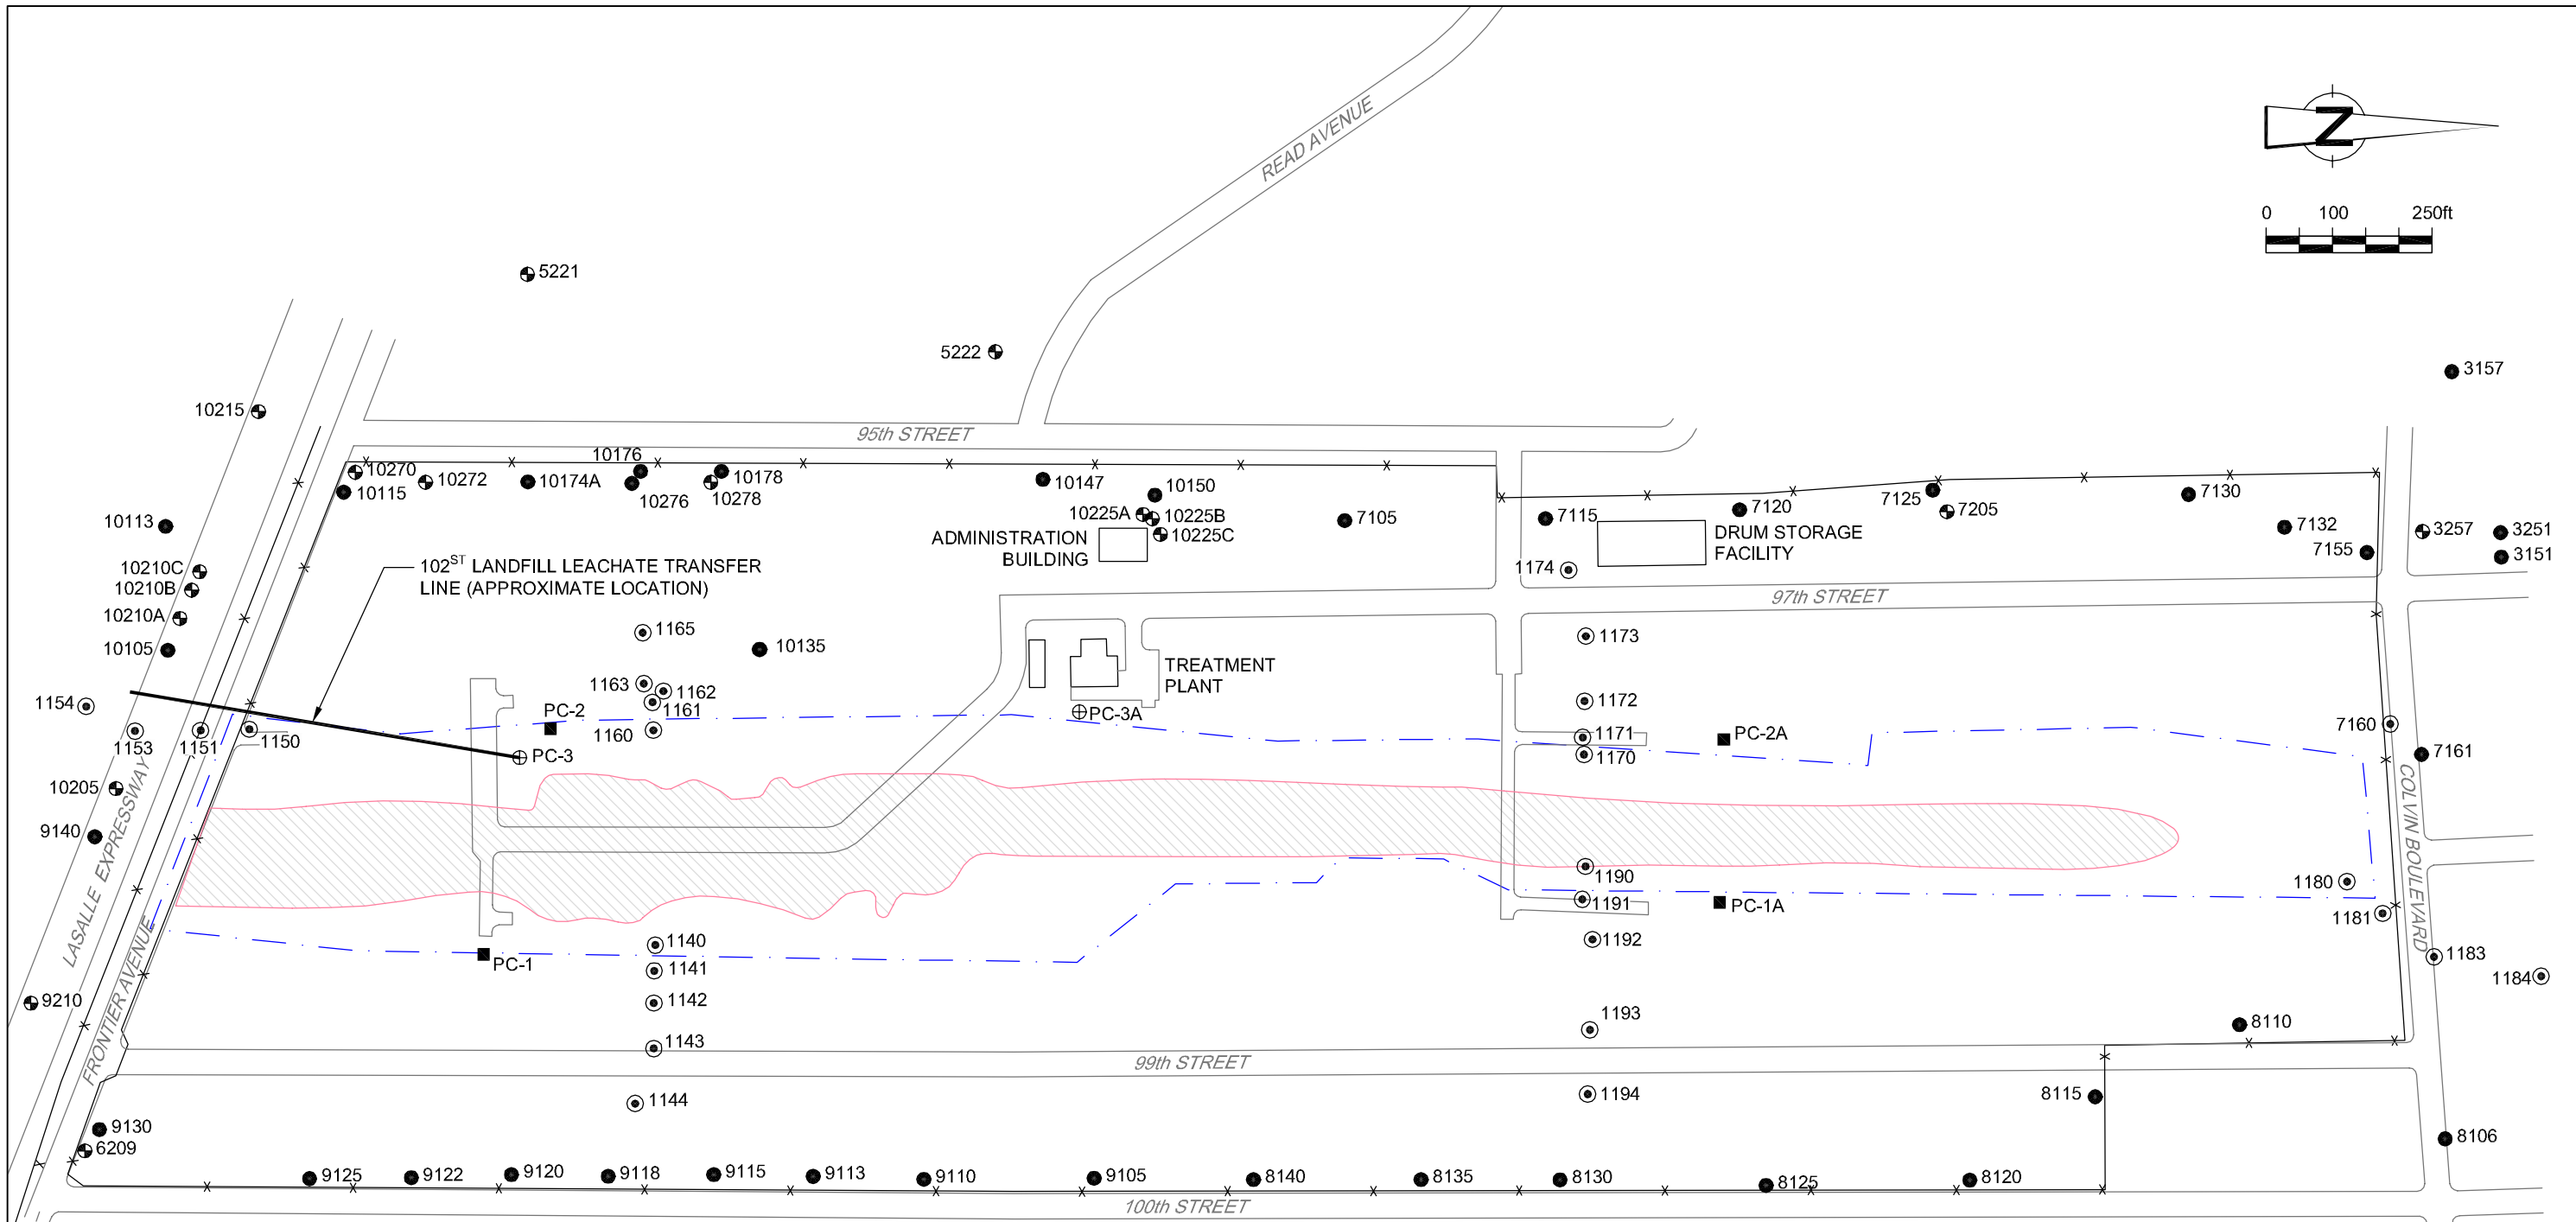 READ AVENUE
N
0 100 250ft
5221
5222
3157
10215
95th STREET
10176
10270
10272
10174A
10178
10115
10276
10278
10147
10150
7125
7130
10113
10225A
10225B
7105
7115
7120
7205
7132
3257
3251
ADMINISTRATION
BUILDING
10225C
DRUM STORAGE
FACILITY
7155
3151
10210C
102ST LANDFILL LEACHATE TRANSFER
LINE (APPROXIMATE LOCATION)
1174
10210B
97th STREET
10210A
1165
1173
10105
10135
TREATMENT
PLANT
1163
1162
1154
1161
1172
PC-2
PC-3A
1153
1151
1150
1160
1171
PC-2A
7160
PC-3
1170
7161
10205
LASALLE EXPRESSWAY
COLVIN BOULEVARD
9140
1190
1180
1191
PC-1A
1181
FRONTIER AVENUE
1140
1192
PC-1
1141
1183
1184
9210
1142
1193
1143
8110
99th STREET
1144
1194
8115
9130
8106
6209
9125
9122
9120
9118
9115
9113
9110
9105
8140
8135
8130
8125
8120
100th STREET